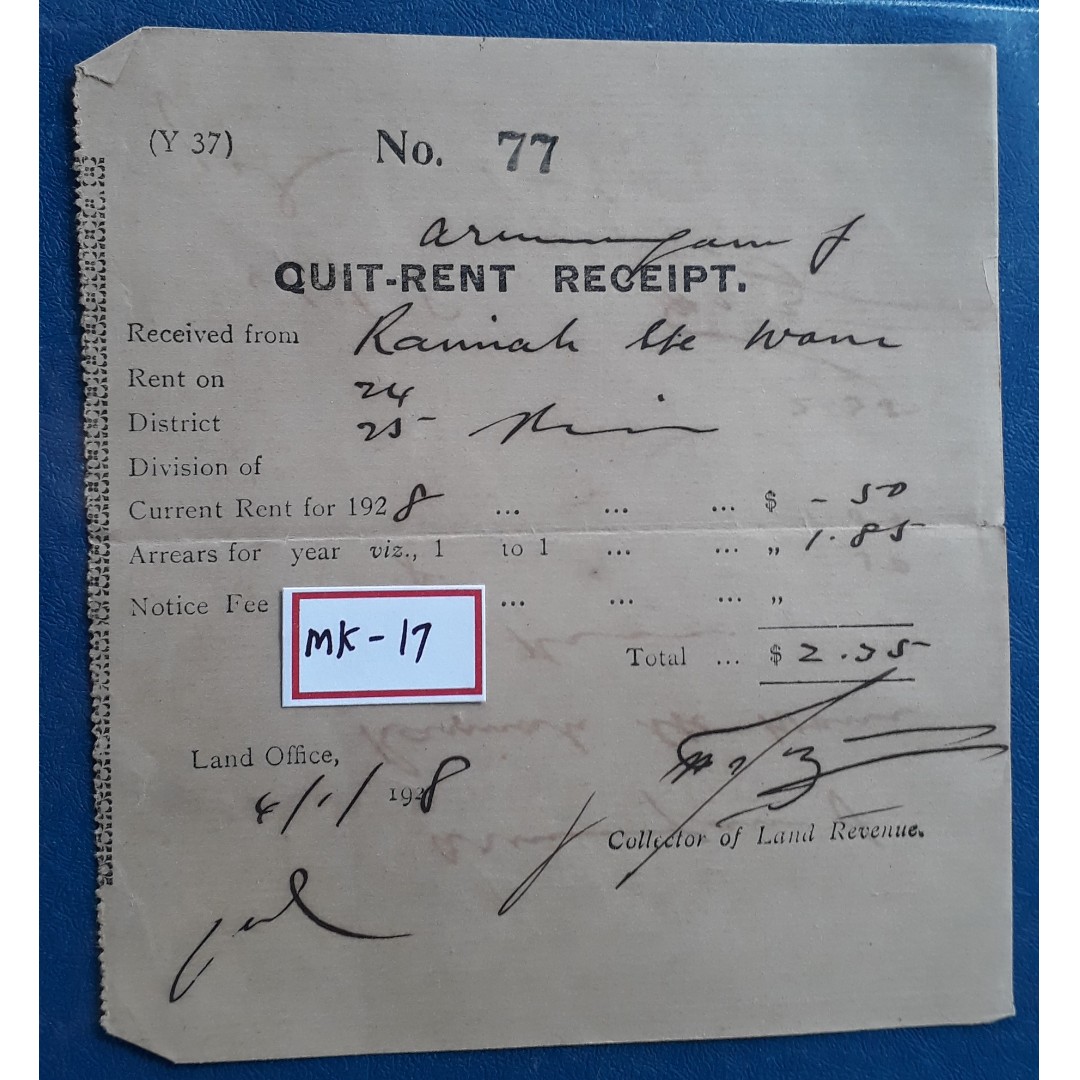 (Y 37) No. 77
QUIT-RENT RECEIPT.
Received from
Rent on 24
District 25
Division of
Current Rent for 1928 ... ... ... $ - 50
Arrears for year viz., 1 to 1 ... ... „ 1.85
Notice Fee ... ... ... „
MK-17
Total ... $ 2.35
Land Office,
4/1/1928
Collector of Land Revenue.